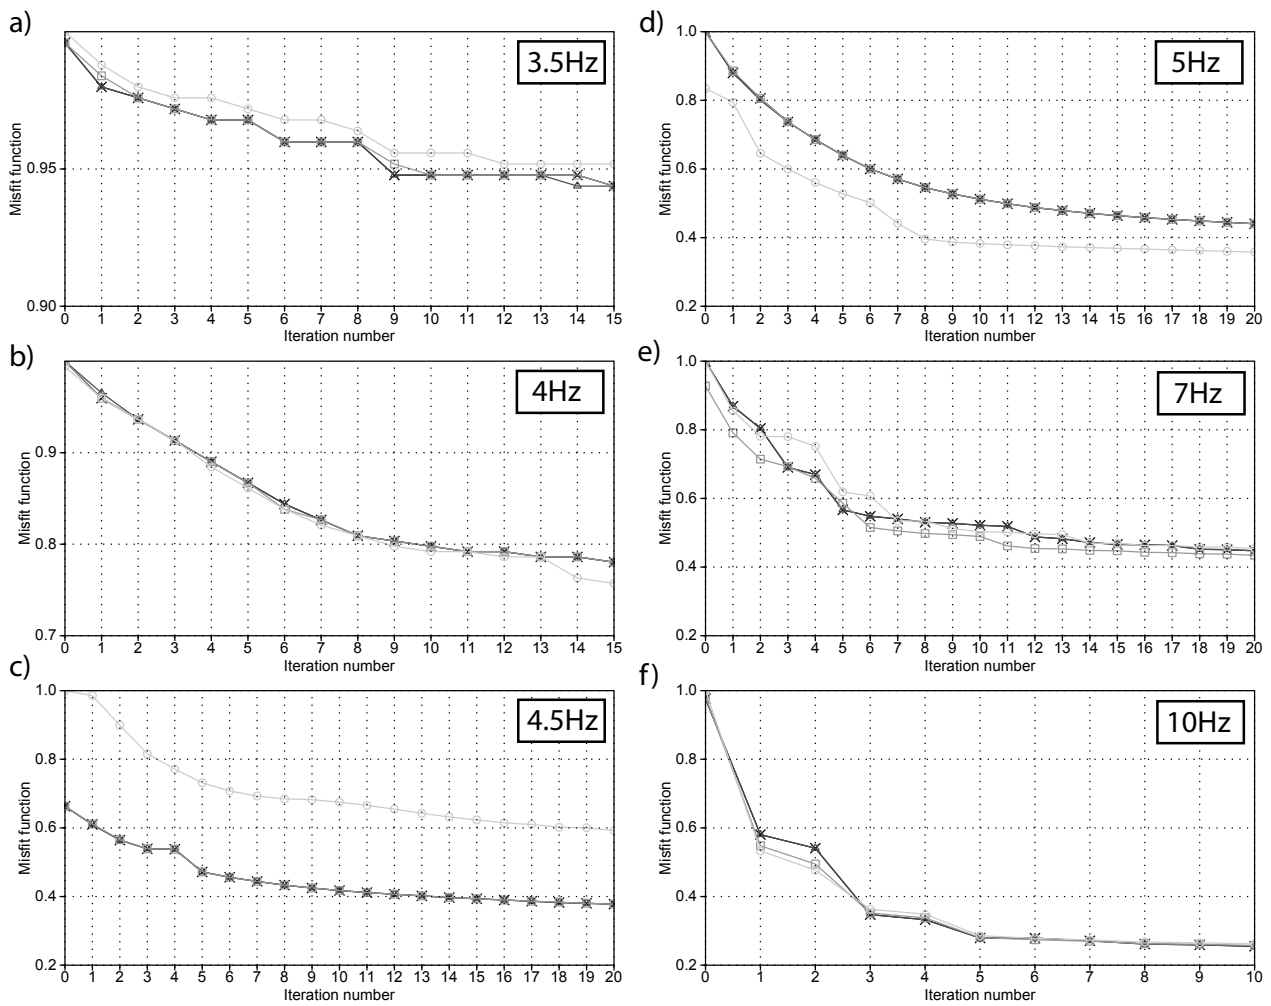 a)
3.5Hz
Misfit function
0.95
0.90
0 1 2 3 4 5 6 7 8 9 10 11 12 13 14 15
Iteration number
b)
4Hz
Misfit function
0.9
0.8
0.7
0 1 2 3 4 5 6 7 8 9 10 11 12 13 14 15
Iteration number
c)
4.5Hz
Misfit function
1.0
0.8
0.6
0.4
0.2
0 1 2 3 4 5 6 7 8 9 10 11 12 13 14 15 16 17 18 19 20
Iteration number
d)
5Hz
Misfit function
1.0
0.8
0.6
0.4
0.2
0 1 2 3 4 5 6 7 8 9 10 11 12 13 14 15 16 17 18 19 20
Iteration number
e)
7Hz
Misfit function
1.0
0.8
0.6
0.4
0.2
0 1 2 3 4 5 6 7 8 9 10 11 12 13 14 15 16 17 18 19 20
Iteration number
f)
10Hz
Misfit function
1.0
0.8
0.6
0.4
0.2
0 1 2 3 4 5 6 7 8 9 10
Iteration number